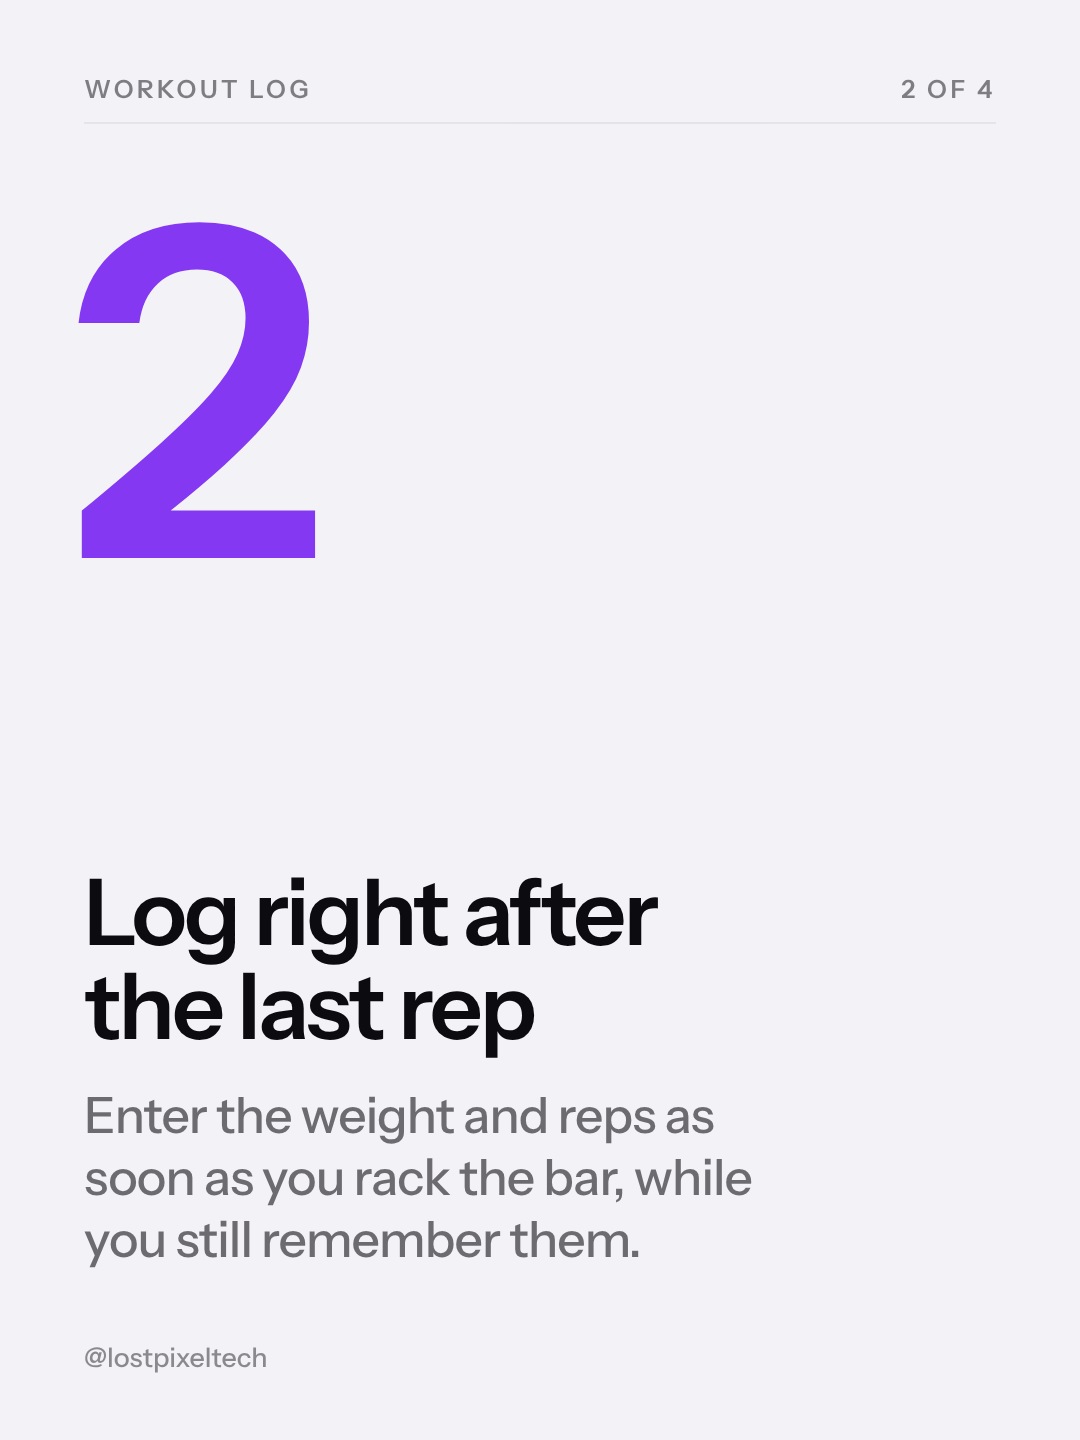 WORKOUT LOG
2 OF 4
2
Log right after
the last rep
Enter the weight and reps as
soon as you rack the bar, while
you still remember them.
@lostpixeltech